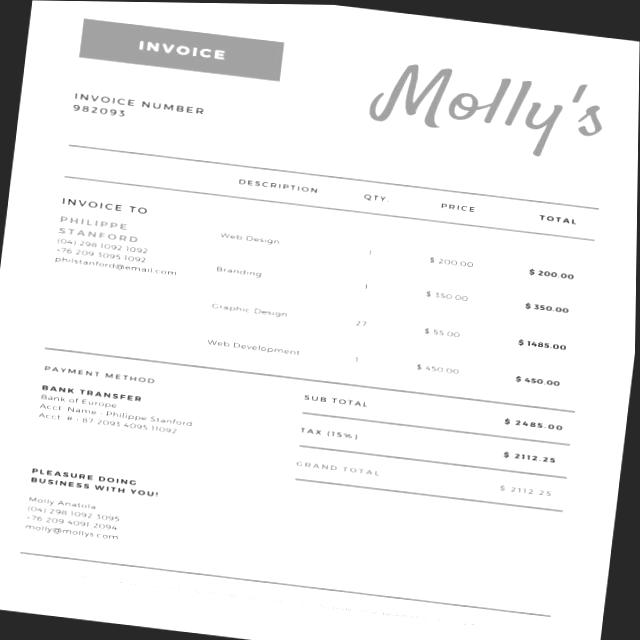 INVOICE
Molly's
INVOICE NUMBER
982093
DESCRIPTION QTY. PRICE TOTAL
INVOICE TO
PHILIPPE
STANFORD
(04) 298 1092 1092
+76 209 3095 1092
philstanford@email.com
Web Design 1 $ 200.00 $ 200.00
Branding 1 $ 350.00 $ 350.00
Graphic Design 27 $ 55.00 $ 1485.00
Web Development 1 $ 450.00 $ 450.00
PAYMENT METHOD
BANK TRANSFER
Bank of Europe
Acct. Name - Philippe Stanford
Acct. # - 87 2093 4095 11092
SUB TOTAL $ 2485.00
TAX (15%) $ 2112.25
GRAND TOTAL $ 2112.25
PLEASURE DOING
BUSINESS WITH YOU!
Molly Anatola
(04) 298 1092 3095
+76 209 4091 2094
molly@mollys.com